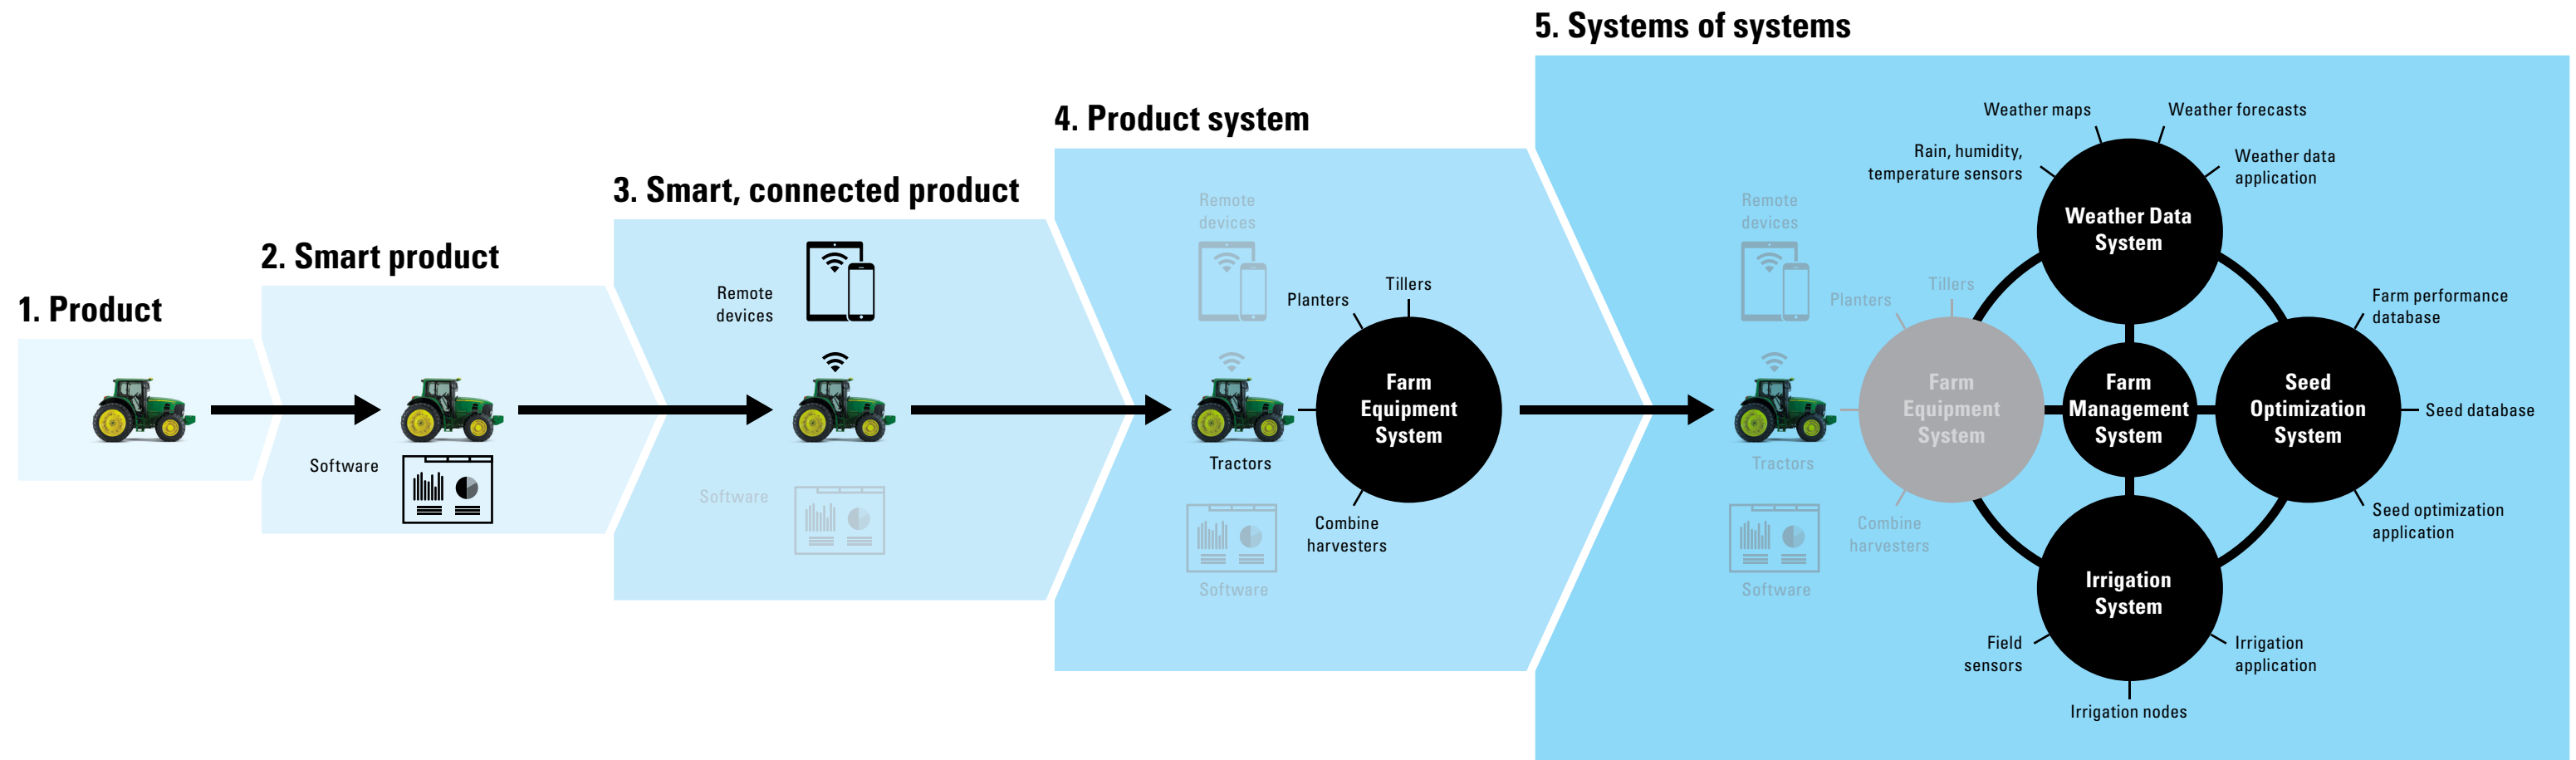 1. Product
2. Smart product
Software
3. Smart, connected product
Remote
devices
Software
4. Product system
Remote
devices
Tillers
Planters
Farm
Equipment
System
Tractors
Combine
harvesters
Software
5. Systems of systems
Remote
devices
Tillers
Planters
Farm
Equipment
System
Tractors
Combine
harvesters
Software
Weather maps
Weather forecasts
Rain, humidity,
temperature sensors
Weather data
application
Weather Data
System
Farm
Management
System
Farm performance
database
Seed
Optimization
System
Seed database
Seed optimization
application
Irrigation
System
Field
sensors
Irrigation
application
Irrigation nodes